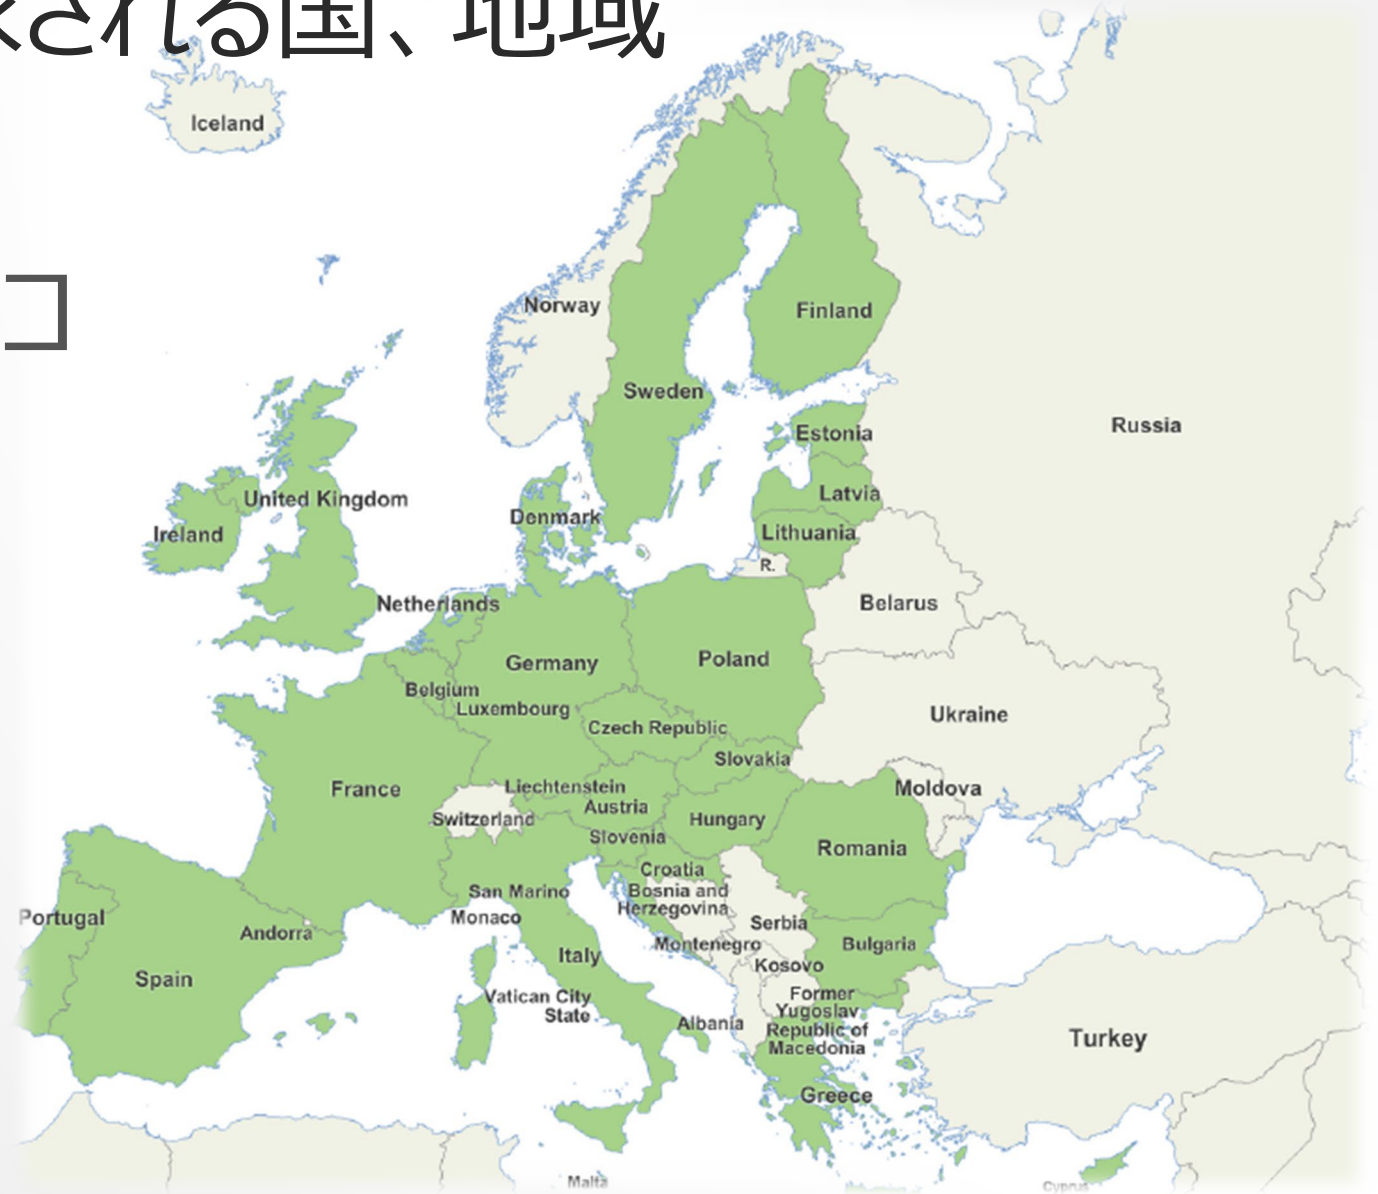 される国、地域
Iceland
Norway
Finland
Sweden
Russia
Estonia
Latvia
Lithuania
R.
United Kingdom
Ireland
Denmark
Netherlands
Belarus
Germany
Poland
Belgium
Luxembourg
Czech Republic
Ukraine
Slovakia
France
Liechtenstein
Austria
Moldova
Switzerland
Hungary
Slovenia
Romania
Croatia
San Marino
Bosnia and
Herzegovina
Portugal
Monaco
Andorra
Serbia
Montenegro
Bulgaria
Italy
Kosovo
Spain
Vatican City
State
Former
Yugoslav
Republic of
Macedonia
Albania
Turkey
Greece
Malta
Cyprus